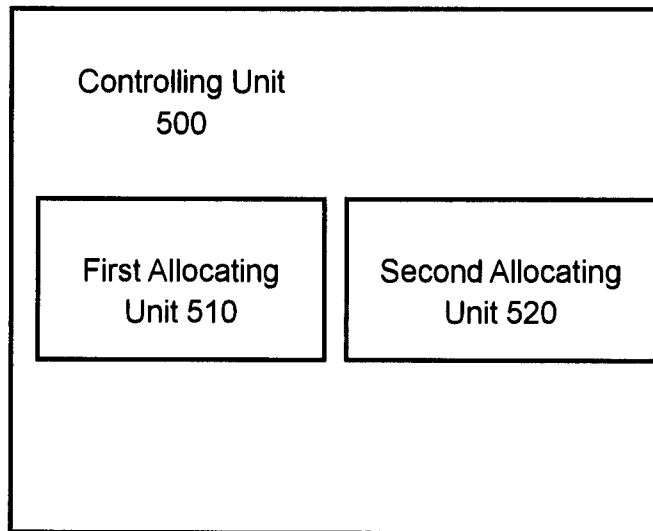 Controlling Unit
500
First Allocating
Unit 510
Second Allocating
Unit 520